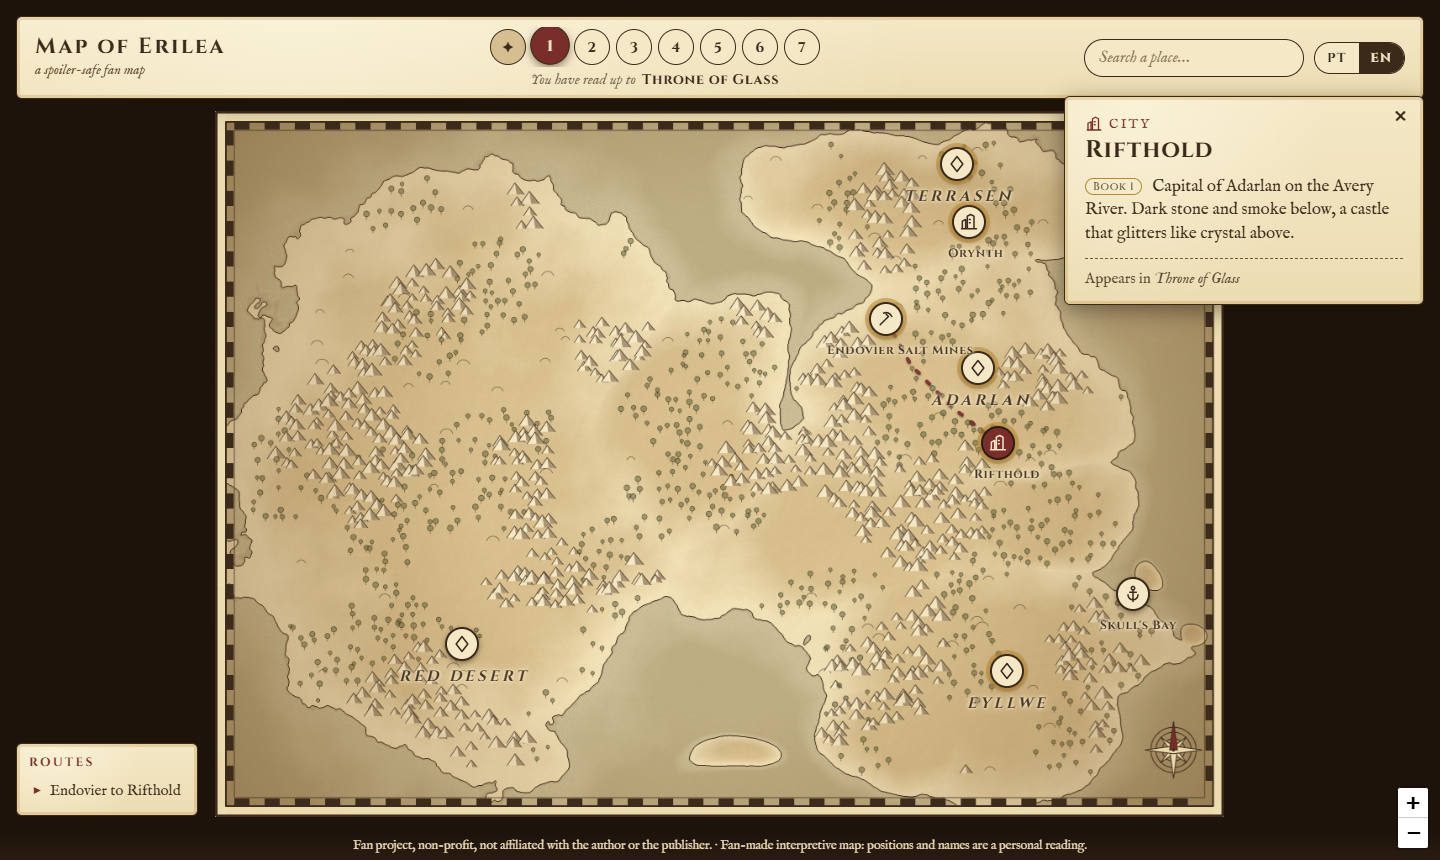 Map of Erilea
a spoiler-safe fan map
✦ 1 2 3 4 5 6 7
You have read up to Throne of Glass
Search a place...
PT EN
×
City
Rifthold
Book 1 Capital of Adarlan on the Avery
River. Dark stone and smoke below, a castle
that glitters like crystal above.
Appears in Throne of Glass
TERRASEN
Orynth
Endovier Salt Mines
ADARLAN
Rifthold
Skull's Bay
RED DESERT
EYLLWE
Routes
▸ Endovier to Rifthold
+
−
Fan project, non-profit, not affiliated with the author or the publisher. · Fan-made interpretive map: positions and names are a personal reading.